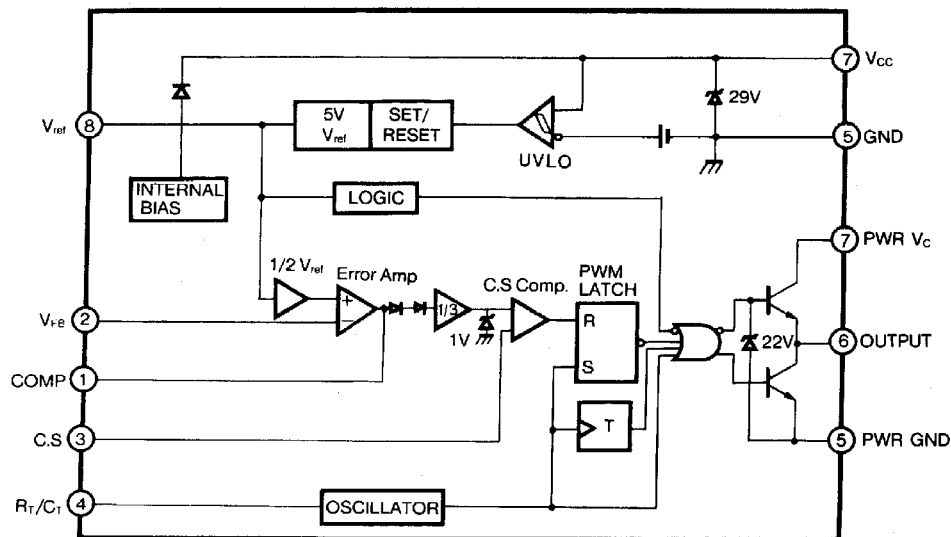 7 Vcc
29V
8 Vref
5V Vref
SET/ RESET
UVLO
5 GND
INTERNAL BIAS
LOGIC
7 PWR Vc
1/2 Vref
Error Amp
+
−
1/3
1V
C.S Comp.
PWM LATCH
R
S
2 VFB
22V
6 OUTPUT
1 COMP
T
3 C.S
5 PWR GND
4 RT/CT
OSCILLATOR